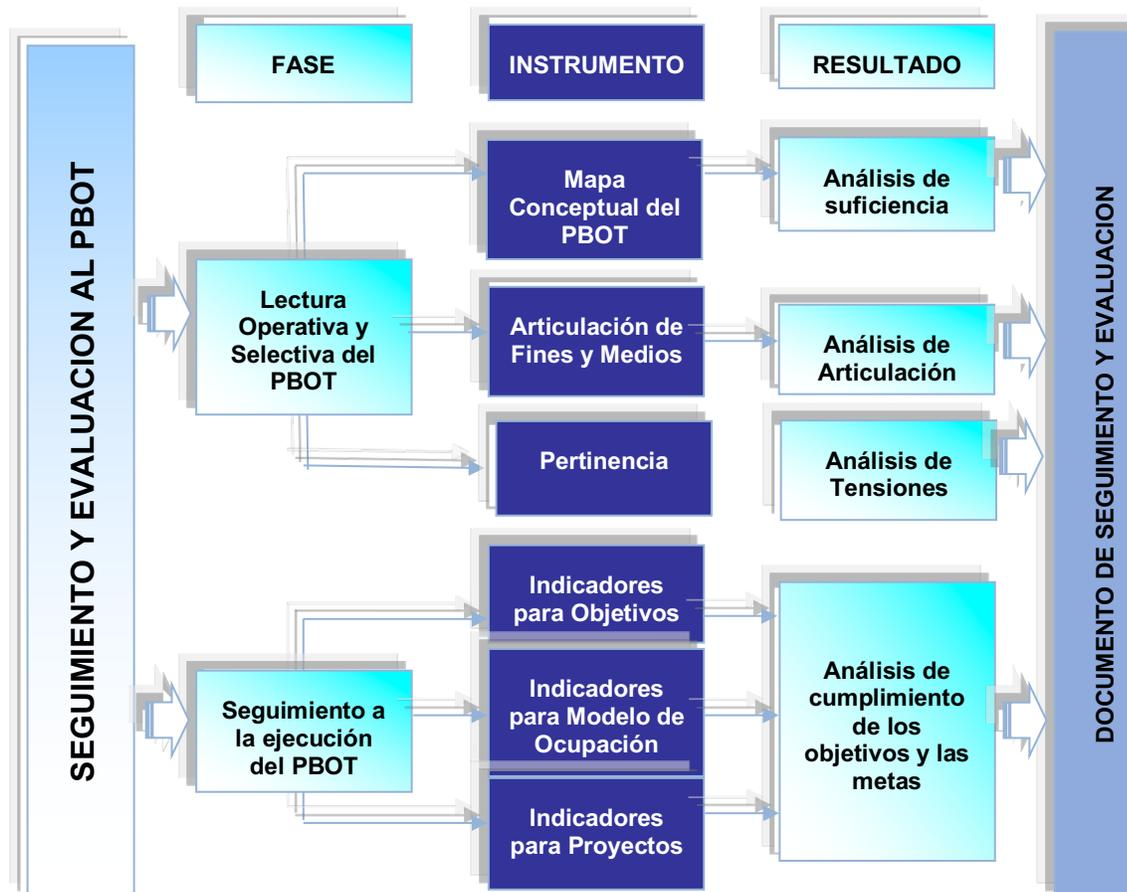 SEGUIMIENTO Y EVALUACION AL PBOT
FASE
INSTRUMENTO
RESULTADO
Lectura
Operativa y
Selectiva del
PBOT
Mapa
Conceptual del
PBOT
Análisis de
suficiencia
Articulación de
Fines y Medios
Análisis de
Articulación
Pertinencia
Análisis de
Tensiones
Seguimiento a
la ejecución
del PBOT
Indicadores
para Objetivos
Indicadores
para Modelo de
Ocupación
Indicadores
para Proyectos
Análisis de
cumplimiento
de los
objetivos y las
metas
DOCUMENTO DE SEGUIMIENTO Y EVALUACION